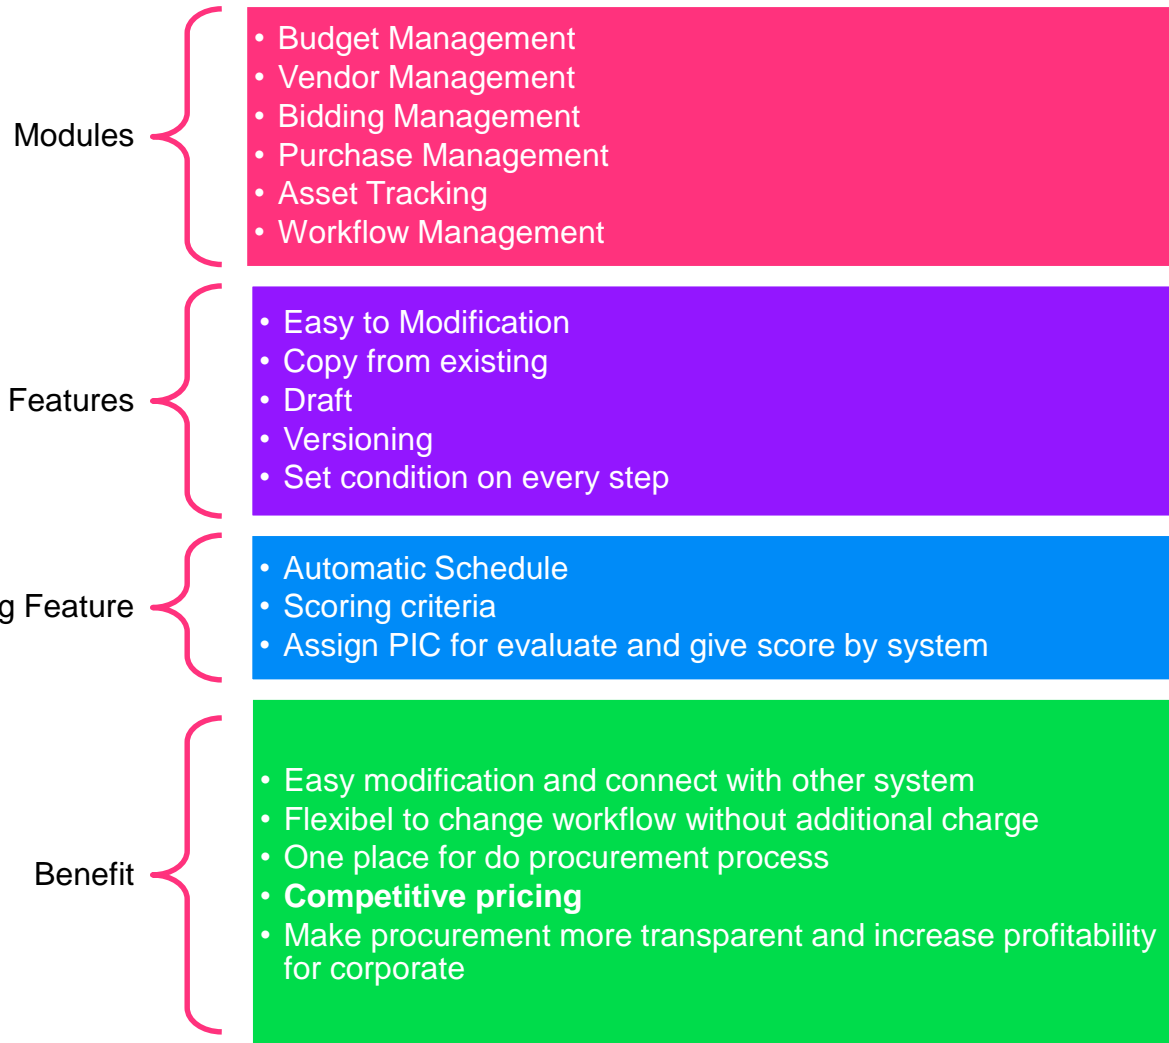 Modules
• Budget Management
• Vendor Management
• Bidding Management
• Purchase Management
• Asset Tracking
• Workflow Management
Features
• Easy to Modification
• Copy from existing
• Draft
• Versioning
• Set condition on every step
g Feature
• Automatic Schedule
• Scoring criteria
• Assign PIC for evaluate and give score by system
Benefit
• Easy modification and connect with other system
• Flexibel to change workflow without additional charge
• One place for do procurement process
• Competitive pricing
• Make procurement more transparent and increase profitability
for corporate